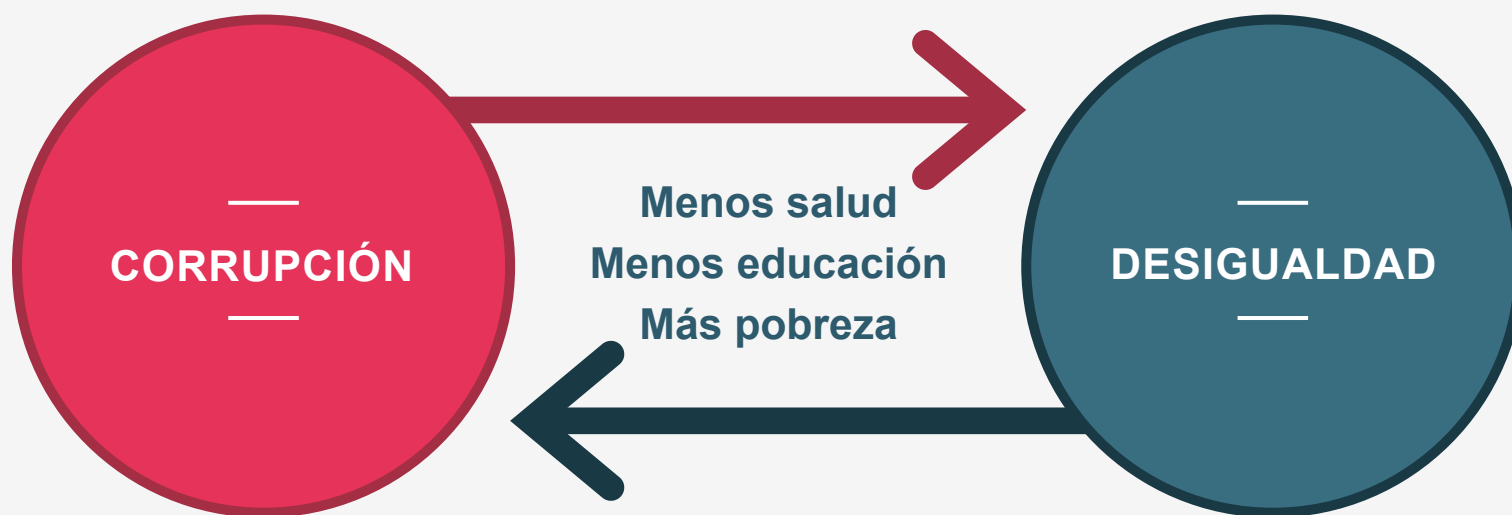 CORRUPCIÓN
Menos salud
Menos educación
Más pobreza
DESIGUALDAD